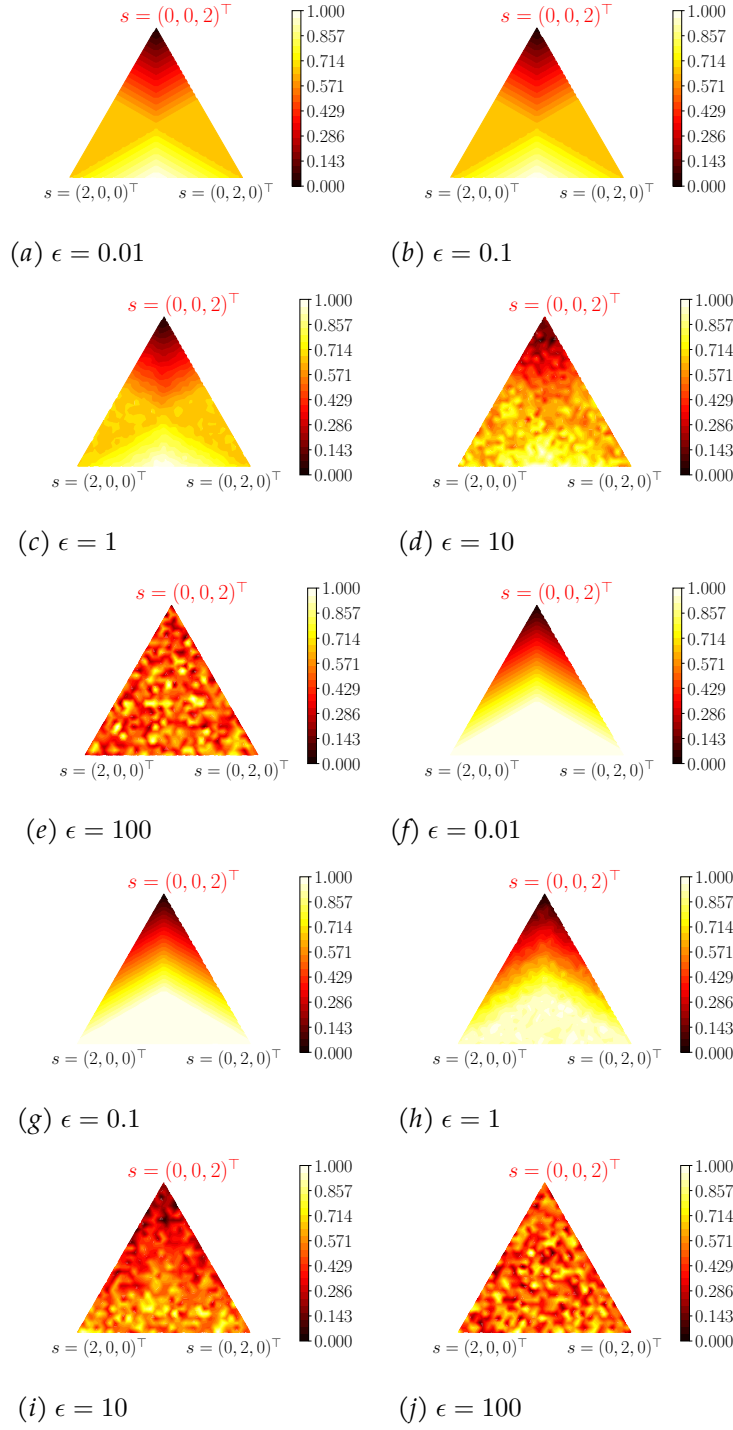 s = (0, 0, 2)⊤
1.000
0.857
0.714
0.571
0.429
0.286
0.143
0.000
s = (2, 0, 0)⊤ s = (0, 2, 0)⊤
(a) ϵ = 0.01
s = (0, 0, 2)⊤
1.000
0.857
0.714
0.571
0.429
0.286
0.143
0.000
s = (2, 0, 0)⊤ s = (0, 2, 0)⊤
(b) ϵ = 0.1
s = (0, 0, 2)⊤
1.000
0.857
0.714
0.571
0.429
0.286
0.143
0.000
s = (2, 0, 0)⊤ s = (0, 2, 0)⊤
(c) ϵ = 1
s = (0, 0, 2)⊤
1.000
0.857
0.714
0.571
0.429
0.286
0.143
0.000
s = (2, 0, 0)⊤ s = (0, 2, 0)⊤
(d) ϵ = 10
s = (0, 0, 2)⊤
1.000
0.857
0.714
0.571
0.429
0.286
0.143
0.000
s = (2, 0, 0)⊤ s = (0, 2, 0)⊤
(e) ϵ = 100
s = (0, 0, 2)⊤
1.000
0.857
0.714
0.571
0.429
0.286
0.143
0.000
s = (2, 0, 0)⊤ s = (0, 2, 0)⊤
(f) ϵ = 0.01
s = (0, 0, 2)⊤
1.000
0.857
0.714
0.571
0.429
0.286
0.143
0.000
s = (2, 0, 0)⊤ s = (0, 2, 0)⊤
(g) ϵ = 0.1
s = (0, 0, 2)⊤
1.000
0.857
0.714
0.571
0.429
0.286
0.143
0.000
s = (2, 0, 0)⊤ s = (0, 2, 0)⊤
(h) ϵ = 1
s = (0, 0, 2)⊤
1.000
0.857
0.714
0.571
0.429
0.286
0.143
0.000
s = (2, 0, 0)⊤ s = (0, 2, 0)⊤
(i) ϵ = 10
s = (0, 0, 2)⊤
1.000
0.857
0.714
0.571
0.429
0.286
0.143
0.000
s = (2, 0, 0)⊤ s = (0, 2, 0)⊤
(j) ϵ = 100